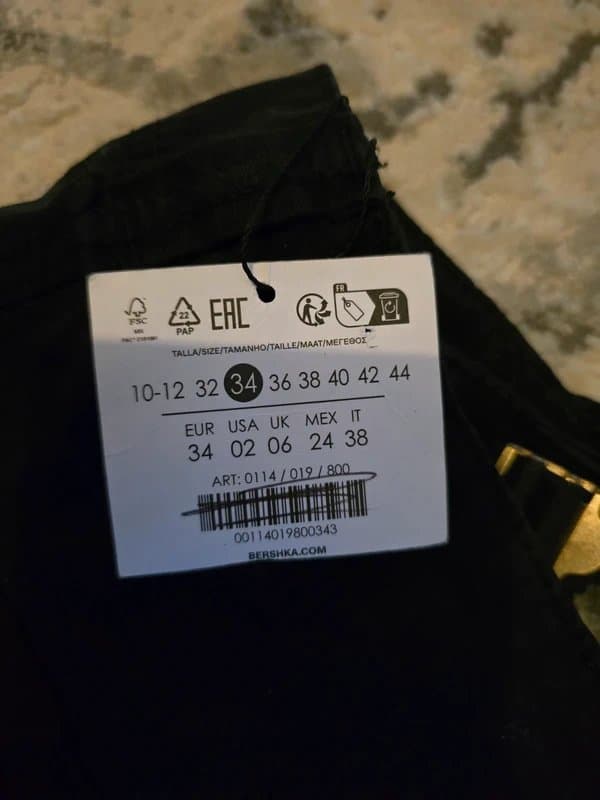 FSC
22
PAP
EAC
FR
TALLA/SIZE/TAMANHO/TAILLE/MAAT/ΜΕΓΕΘΟΣ
10-12 32 34 36 38 40 42 44
EUR USA UK MEX IT
34 02 06 24 38
ART: 0114 / 019 / 800
00114019800343
BERSHKA.COM